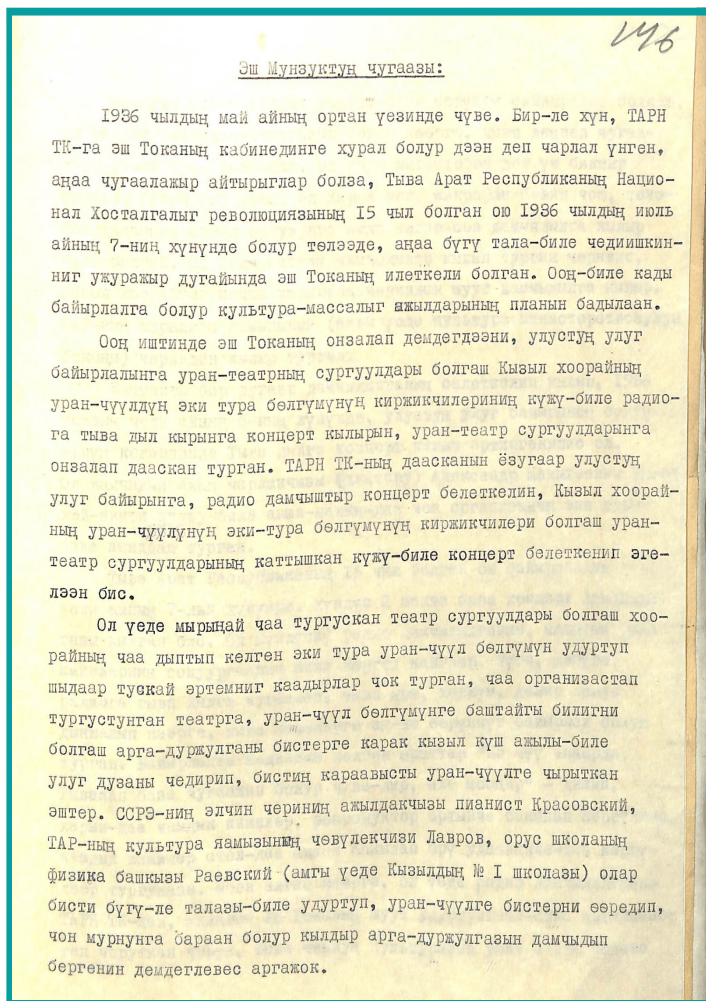 146
Эш Мунзуктуң чугаазы:
1936 чылдың май айның ортан үезинде чүве. Бир-ле хүн, ТАРН
ТК-га эш Токаның кабинединге хурал болур дээн деп чарлал үнген,
аңаа чугаалажыр айтырыглар болза, Тыва Арат Республиканың Нацио-
нал Хосталгалыг революциязының 15 чыл болган ою 1936 чылдың июль
айның 7-ниң хүнүнде болур төлээде, аңаа бүгү тала-биле чедиишкин-
ниг ужуражыр дугайында эш Токаның илеткели болган. Ооң-биле кады
байырлалга болур культура-массалыг ажылдарының планын бадылаан.
Ооң иштинде эш Токаның онзалап демдегдээни, улустуң улуг
байырлалынга уран-театрның сургуулдары болгаш Кызыл хоорайның
уран-чүүлдүң эки тура бөлгүмүнүң киржикчилериниң күжү-биле радио-
га тыва дыл кырынга концерт кылырын, уран-театр сургуулдарынга
онзалап дааскан турган. ТАРН ТК-ның дааскан­ын ёзугаар улустуң
улуг байырынга, радио дамчыштыр концерт белеткелин, Кызыл хоорай-
ның уран-чүүлүнүң эки-тура бөлгүмүнүң киржикчилери болгаш уран-
театр сургуулдарының каттышкан күжү-биле концерт белеткенип эге-
лээн бис.
Ол үеде мырыңай чаа тургускан театр сургуулдары болгаш хоо-
райның чаа дыптып келген эки тура уран-чүүл бөлгүмүн удуртуп
шыдаар тускай эртемниг каадырлар чок турган, чаа организастап
тургустунган театрга, уран-чүүл бөлгүмүнге баштайгы билигни
болгаш арга-дуржулганы бистерге карак кызыл күш ажылы-биле
улуг дузаны чедирип, бистиң караавысты уран-чүүлге чырыткан
эштер. ССРЭ-ниң элчин чериниң ажылдакчызы пианист Красовский,
ТАР-ның культура яамызының чөвүлекчизи Лавров, орус школаның
физика башкызы Раевский (амгы үеде Кызылдың № I школазы) олар
бисти бүгү-ле талазы-биле удуртуп, уран-чүүлге бистерни өөредип,
чон мурнунга бараан болур кылдыр арга-дуржулгазын дамчыдып
бергенин демдеглевес аргажок.